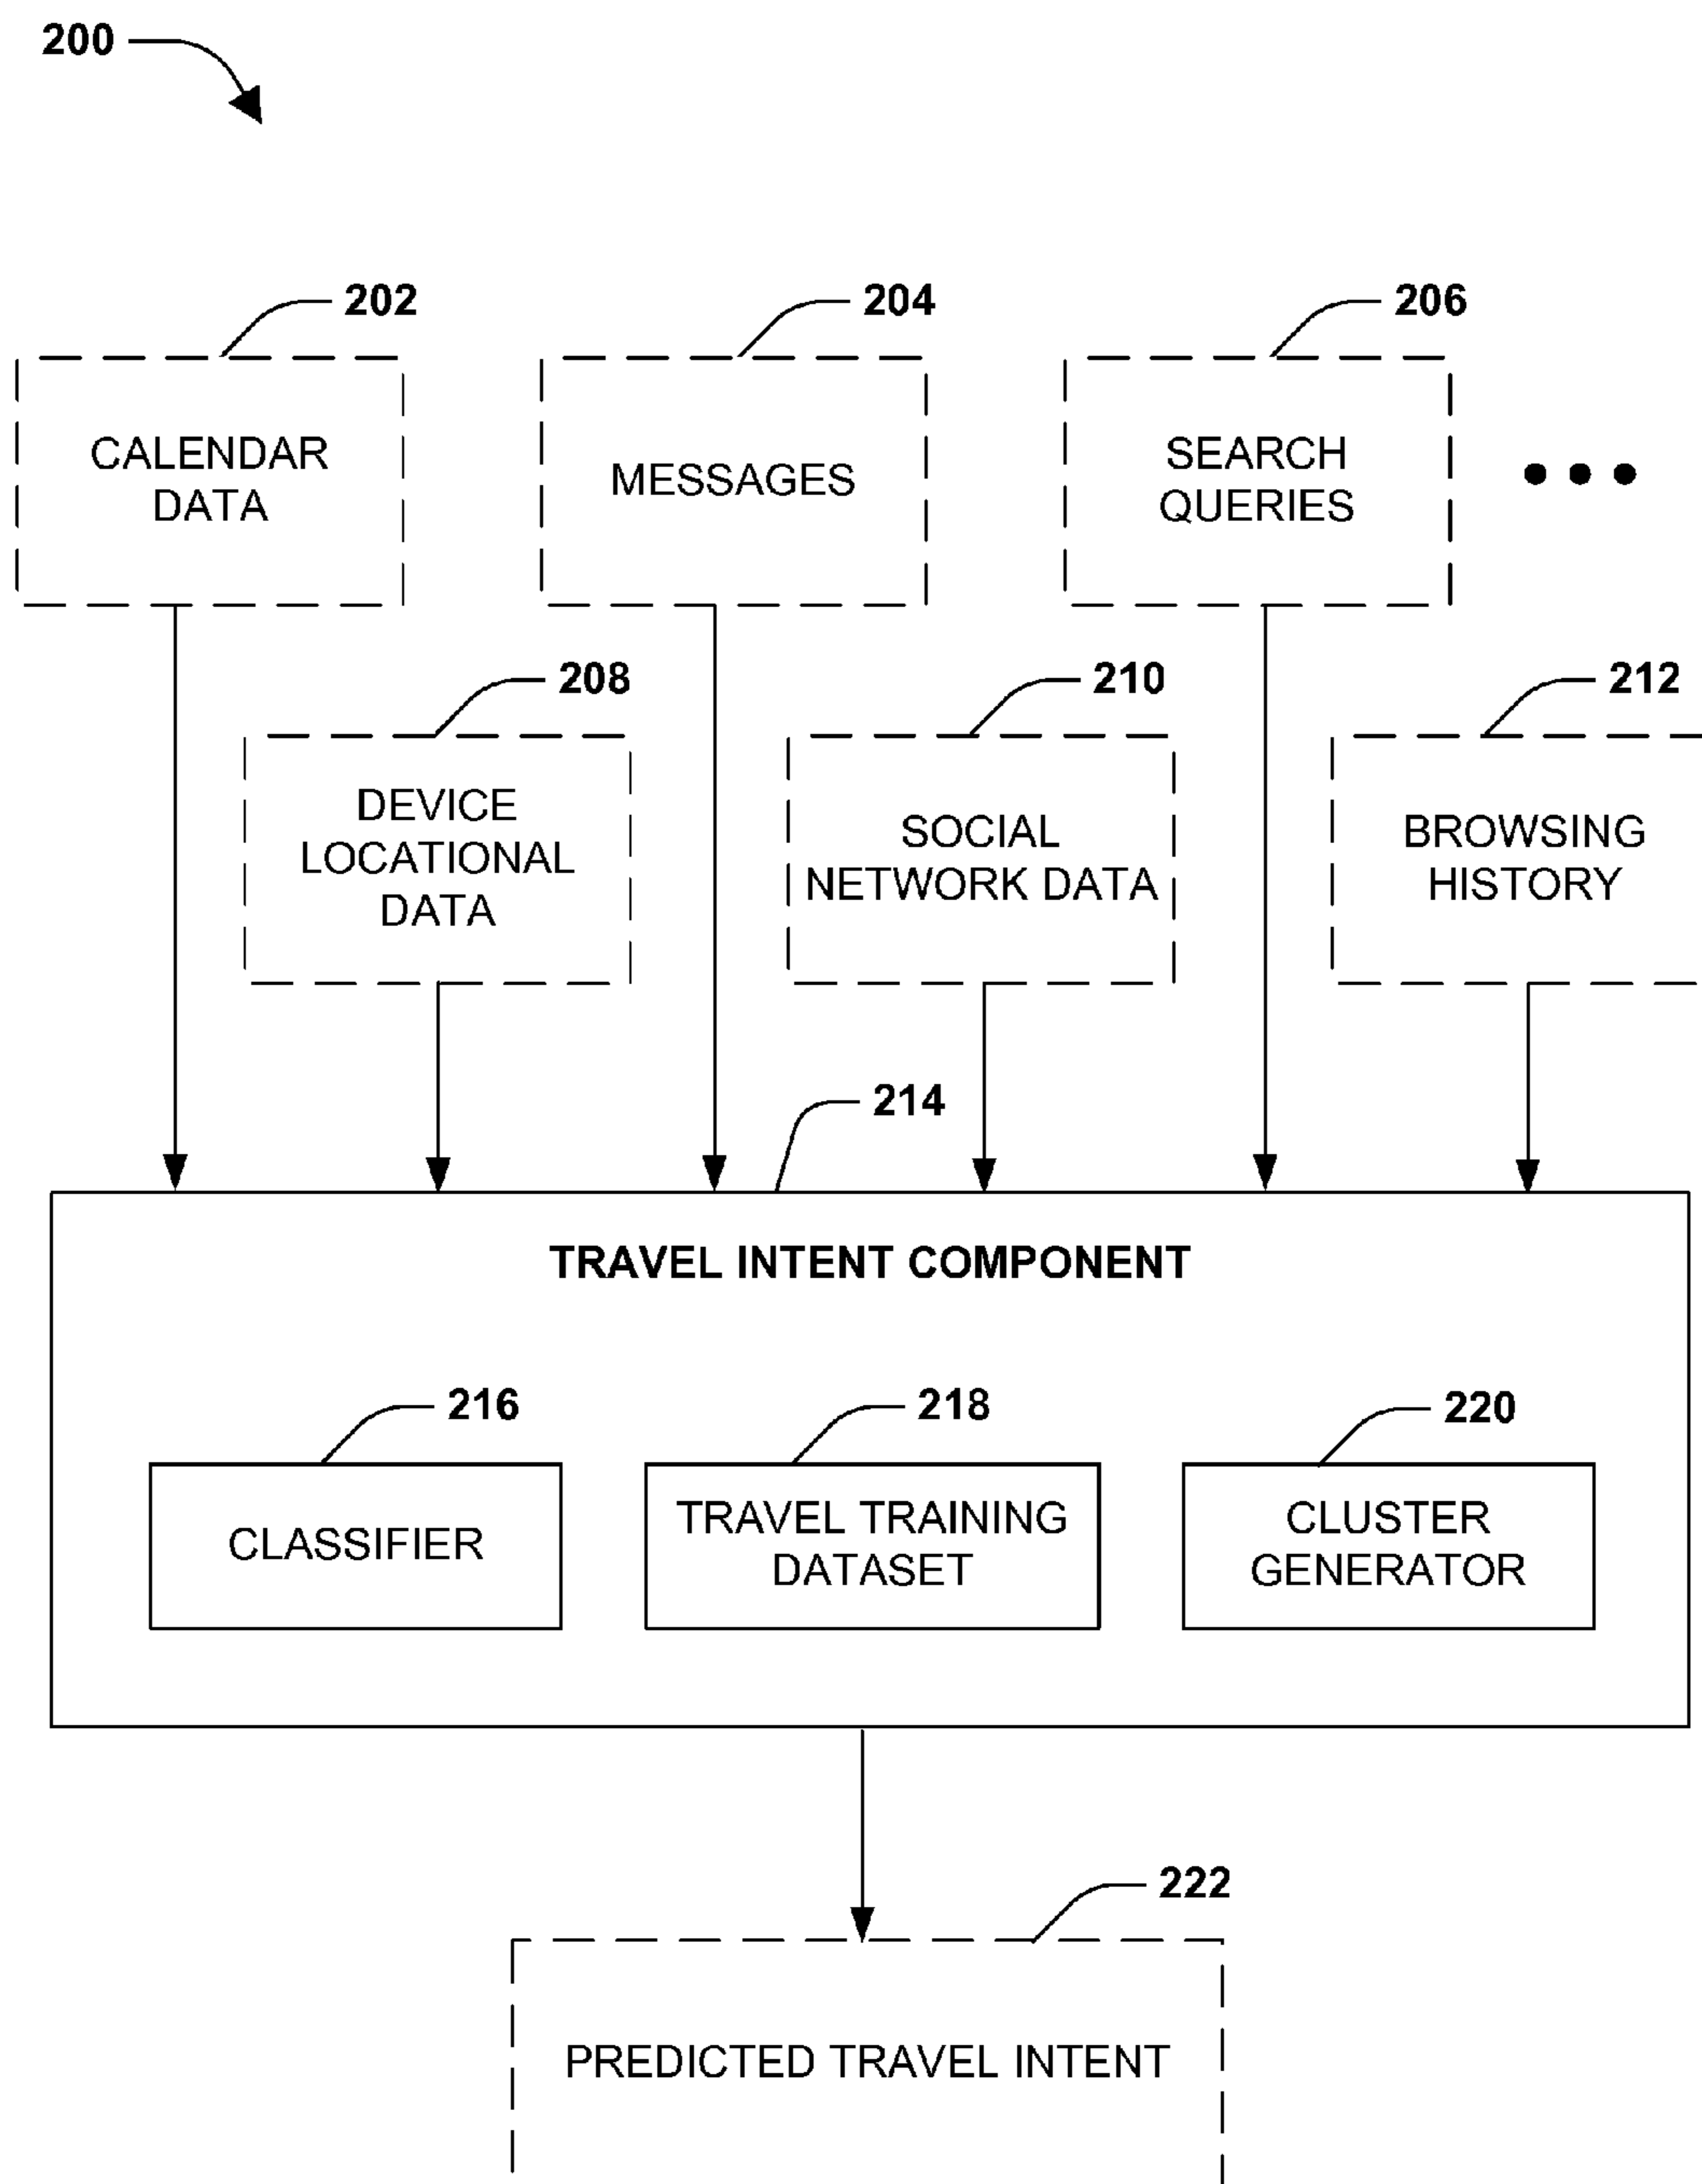 200
202
204
206
CALENDAR
DATA
MESSAGES
SEARCH
QUERIES
208
210
212
DEVICE
LOCATIONAL
DATA
SOCIAL
NETWORK DATA
BROWSING
HISTORY
214
TRAVEL INTENT COMPONENT
216
218
220
CLASSIFIER
TRAVEL TRAINING
DATASET
CLUSTER
GENERATOR
222
PREDICTED TRAVEL INTENT